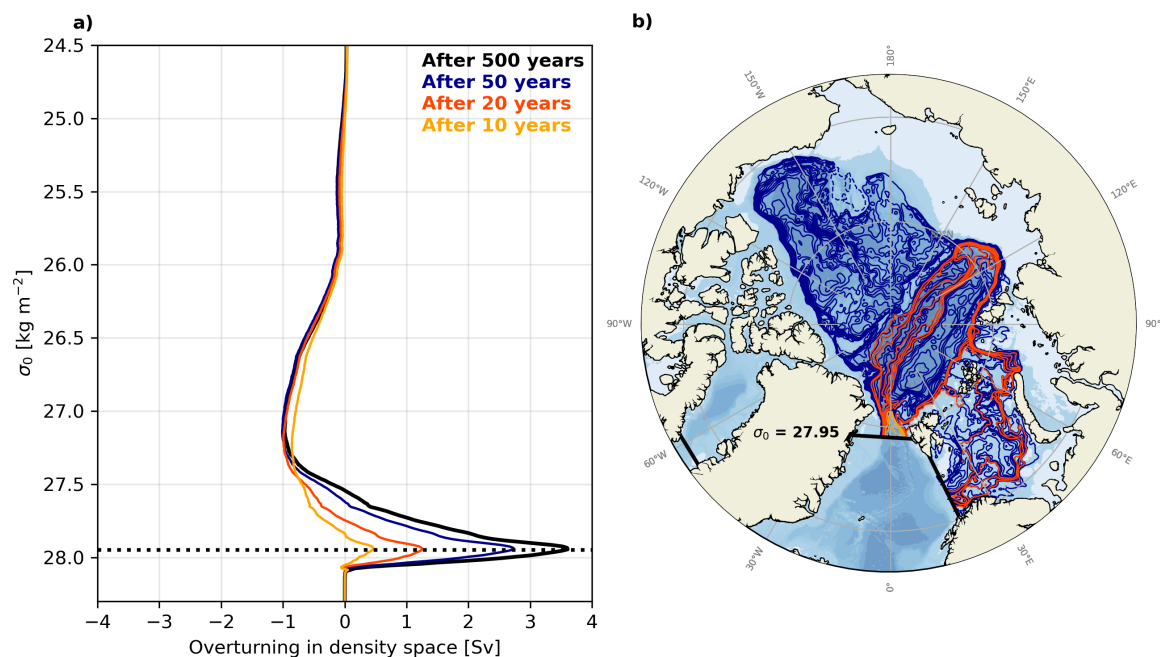 a)
24.5
25.0
25.5
26.0
26.5
27.0
27.5
28.0
σ₀ [kg m⁻²]
After 500 years
After 50 years
After 20 years
After 10 years
−4 −3 −2 −1 0 1 2 3 4
Overturning in density space [Sv]
b)
180°
150°W
150°E
120°W
120°E
90°W
90°
60°W
60°E
30°W
30°E
0°
σ₀ = 27.95